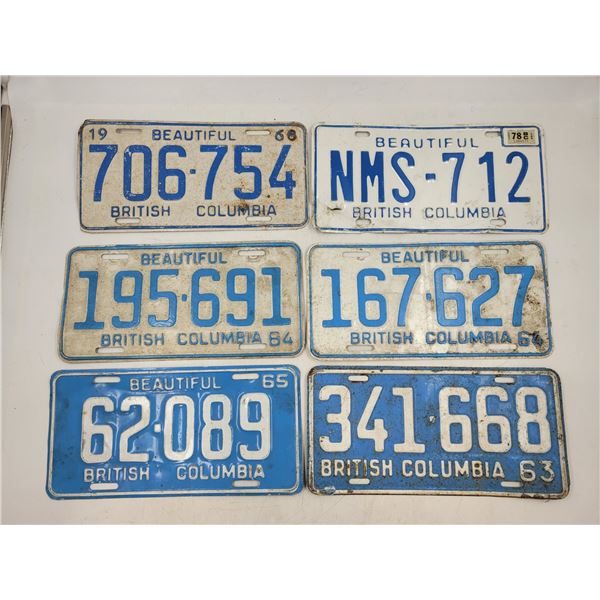 19 BEAUTIFUL 68
706-754
BRITISH COLUMBIA
BEAUTIFUL 78
NMS-712
BRITISH COLUMBIA
BEAUTIFUL
195-691
BRITISH COLUMBIA 64
BEAUTIFUL
167-627
BRITISH COLUMBIA 64
BEAUTIFUL 65
62-089
BRITISH COLUMBIA
341 668
BRITISH COLUMBIA 63